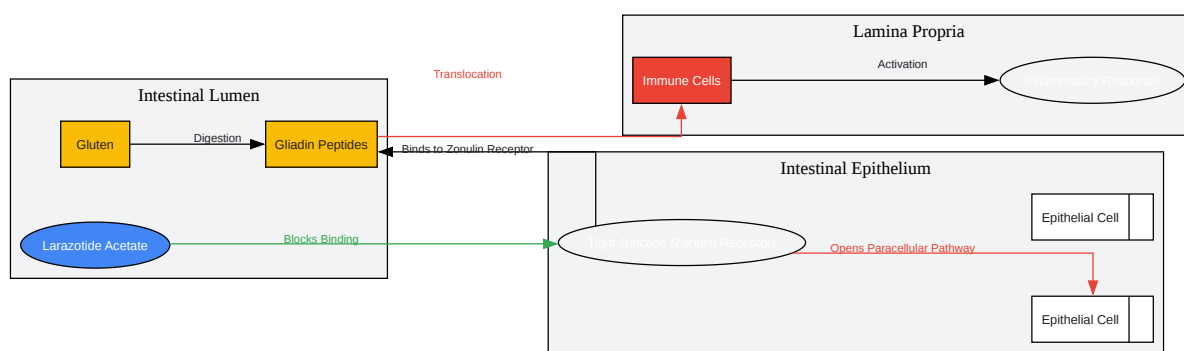 Lamina Propria
Translocation
Immune Cells
Activation
Inflammatory Response
Intestinal Lumen
Gluten
Digestion
Gliadin Peptides
Binds to Zonulin Receptor
Intestinal Epithelium
Epithelial Cell
Larazotide Acetate
Blocks Binding
Tight Junction (Zonulin Receptor)
Opens Paracellular Pathway
Epithelial Cell